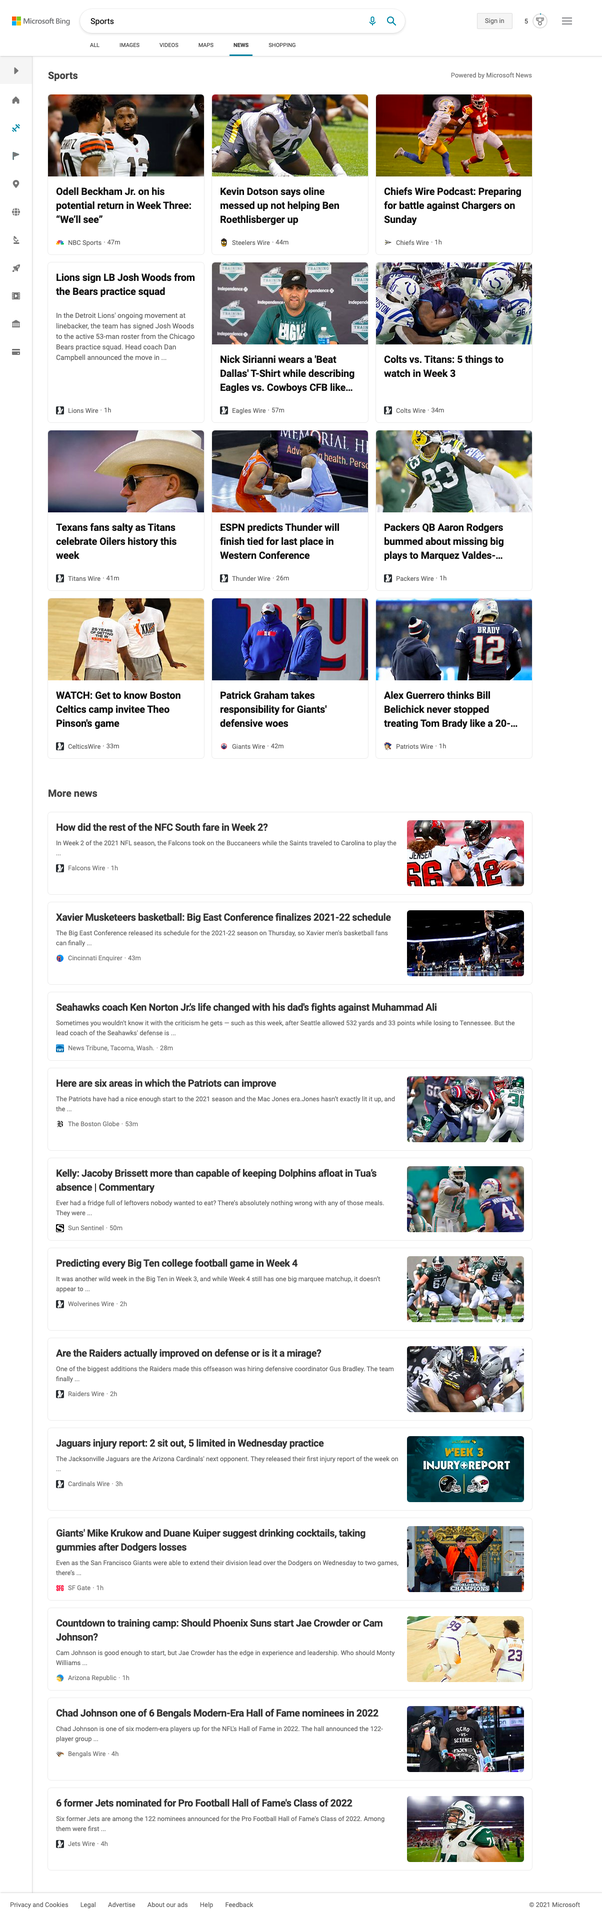 Microsoft Bing
Sports
Sign in
5
ALL
IMAGES
VIDEOS
MAPS
NEWS
SHOPPING
Sports
Powered by Microsoft News
Odell Beckham Jr. on his
potential return in Week Three:
“We’ll see”
NBC Sports · 47m
Kevin Dotson says oline
messed up not helping Ben
Roethlisberger up
Steelers Wire · 44m
Chiefs Wire Podcast: Preparing
for battle against Chargers on
Sunday
Chiefs Wire · 1h
Lions sign LB Josh Woods from
the Bears practice squad
In the Detroit Lions' ongoing movement at
linebacker, the team has signed Josh Woods
to the active 53-man roster from the Chicago
Bears practice squad. Head coach Dan
Campbell announced the move in ...
Lions Wire · 1h
EAGLES
Nick Sirianni wears a 'Beat
Dallas' T-Shirt while describing
Eagles vs. Cowboys CFB like...
Eagles Wire · 57m
Colts vs. Titans: 5 things to
watch in Week 3
Colts Wire · 34m
Texans fans salty as Titans
celebrate Oilers history this
week
Titans Wire · 41m
ESPN predicts Thunder will
finish tied for last place in
Western Conference
Thunder Wire · 26m
83
Packers QB Aaron Rodgers
bummed about missing big
plays to Marquez Valdes-...
Packers Wire · 1h
WATCH: Get to know Boston
Celtics camp invitee Theo
Pinson's game
CelticsWire · 33m
Patrick Graham takes
responsibility for Giants'
defensive woes
Giants Wire · 42m
BRADY
12
Alex Guerrero thinks Bill
Belichick never stopped
treating Tom Brady like a 20-...
Patriots Wire · 1h
More news
How did the rest of the NFC South fare in Week 2?
In Week 2 of the 2021 NFL season, the Falcons took on the Buccaneers while the Saints traveled to Carolina to play the
...
Falcons Wire · 1h
JENSEN
66
12
Xavier Musketeers basketball: Big East Conference finalizes 2021-22 schedule
The Big East Conference released its schedule for the 2021-22 season on Thursday, so Xavier men's basketball fans
can finally ...
Cincinnati Enquirer · 43m
Seahawks coach Ken Norton Jr.'s life changed with his dad's fights against Muhammad Ali
Sometimes you wouldn't know it with the criticism he gets — such as this week, after Seattle allowed 532 yards and 33 points while losing to Tennessee. But the
lead coach of the Seahawks' defense is ...
News Tribune, Tacoma, Wash. · 28m
Here are six areas in which the Patriots can improve
The Patriots have had a nice enough start to the 2021 season and the Mac Jones era.Jones hasn't exactly lit it up, and
the ...
The Boston Globe · 53m
Kelly: Jacoby Brissett more than capable of keeping Dolphins afloat in Tua’s
absence | Commentary
Ever had a fridge full of leftovers nobody wanted to eat? There’s absolutely nothing wrong with any of those meals.
They were ...
Sun Sentinel · 50m
Predicting every Big Ten college football game in Week 4
It was another wild week in the Big Ten in Week 3, and while Week 4 still has one big marquee matchup, it doesn't
appear to ...
Wolverines Wire · 2h
Are the Raiders actually improved on defense or is it a mirage?
One of the biggest additions the Raiders made this offseason was hiring defensive coordinator Gus Bradley. The team
finally ...
Raiders Wire · 2h
Jaguars injury report: 2 sit out, 5 limited in Wednesday practice
The Jacksonville Jaguars are the Arizona Cardinals' next opponent. They released their first injury report of the week on
...
Cardinals Wire · 3h
WEEK 3
INJURY+REPORT
Giants' Mike Krukow and Duane Kuiper suggest drinking cocktails, taking
gummies after Dodgers losses
Even as the San Francisco Giants were able to extend their division lead over the Dodgers on Wednesday to two games,
there's ...
SF Gate · 1h
CHAMPIONS
Countdown to training camp: Should Phoenix Suns start Jae Crowder or Cam
Johnson?
Cam Johnson is good enough to start, but Jae Crowder has the edge in experience and leadership. Who should Monty
Williams ...
Arizona Republic · 1h
99
23
Chad Johnson one of 6 Bengals Modern-Era Hall of Fame nominees in 2022
Chad Johnson is one of six modern-era players up for the NFL's Hall of Fame in 2022. The hall announced the 122-
player group ...
Bengals Wire · 4h
OCHO
-VS-
SCIENCE
6 former Jets nominated for Pro Football Hall of Fame's Class of 2022
Six former Jets are among the 122 nominees announced for the Pro Football Hall of Fame's Class of 2022. Among
them were first ...
Jets Wire · 4h
Privacy and Cookies
Legal
Advertise
About our ads
Help
Feedback
© 2021 Microsoft